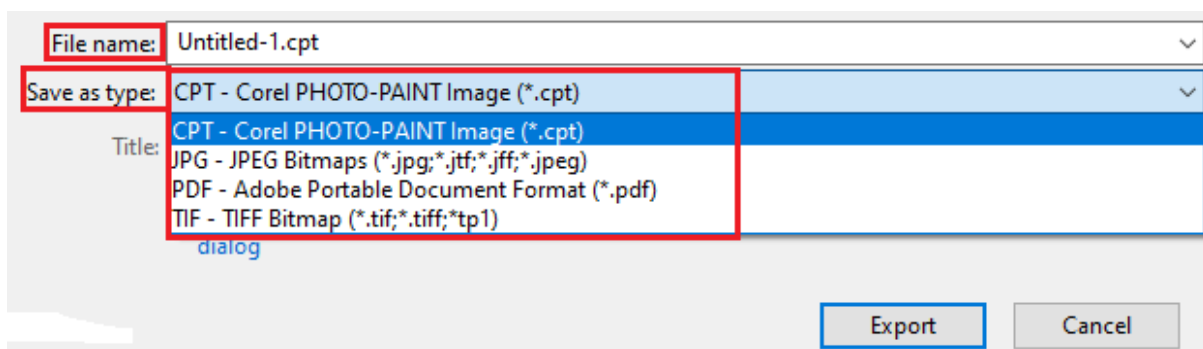 File name: Untitled-1.cpt
Save as type: CPT - Corel PHOTO-PAINT Image (*.cpt)
CPT - Corel PHOTO-PAINT Image (*.cpt)
Title:
JPG - JPEG Bitmaps (*.jpg;*.jtf;*.jff;*.jpeg)
PDF - Adobe Portable Document Format (*.pdf)
TIF - TIFF Bitmap (*.tif;*.tiff;*tp1)
dialog
Export Cancel